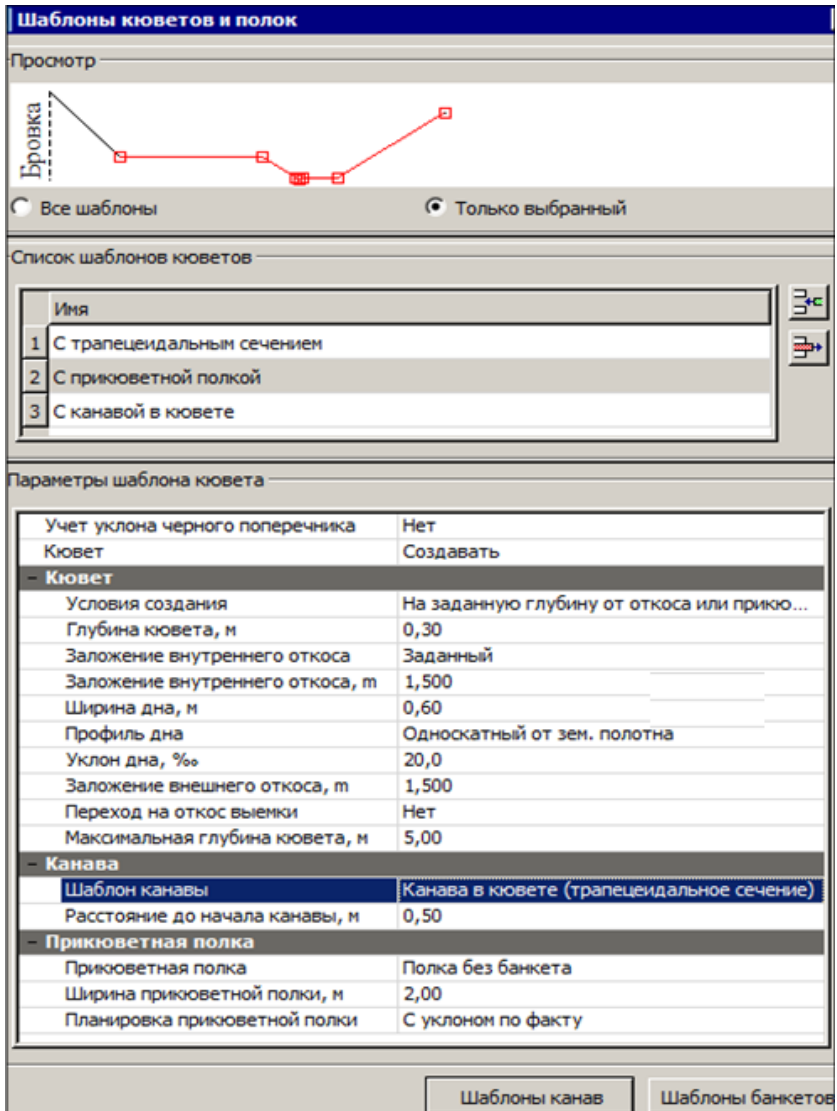 Шаблоны кюветов и полок
Просмотр
Бровка
Все шаблоны Только выбранный
Список шаблонов кюветов
Имя
1 С трапецеидальным сечением
2 С прикюветной полкой
3 С канавой в кювете
Параметры шаблона кювета
Учет уклона черного поперечника Нет
Кювет Создавать
- Кювет
Условия создания На заданную глубину от откоса или прикю...
Глубина кювета, м 0,30
Заложение внутреннего откоса Заданный
Заложение внутреннего откоса, m 1,500
Ширина дна, м 0,60
Профиль дна Односкатный от зем. полотна
Уклон дна, ‰ 20,0
Заложение внешнего откоса, m 1,500
Переход на откос выемки Нет
Максимальная глубина кювета, м 5,00
- Канава
Шаблон канавы Канава в кювете (трапецеидальное сечение)
Расстояние до начала канавы, м 0,50
- Прикюветная полка
Прикюветная полка Полка без банкета
Ширина прикюветной полки, м 2,00
Планировка прикюветной полки С уклоном по факту
Шаблоны канав Шаблоны банкетов